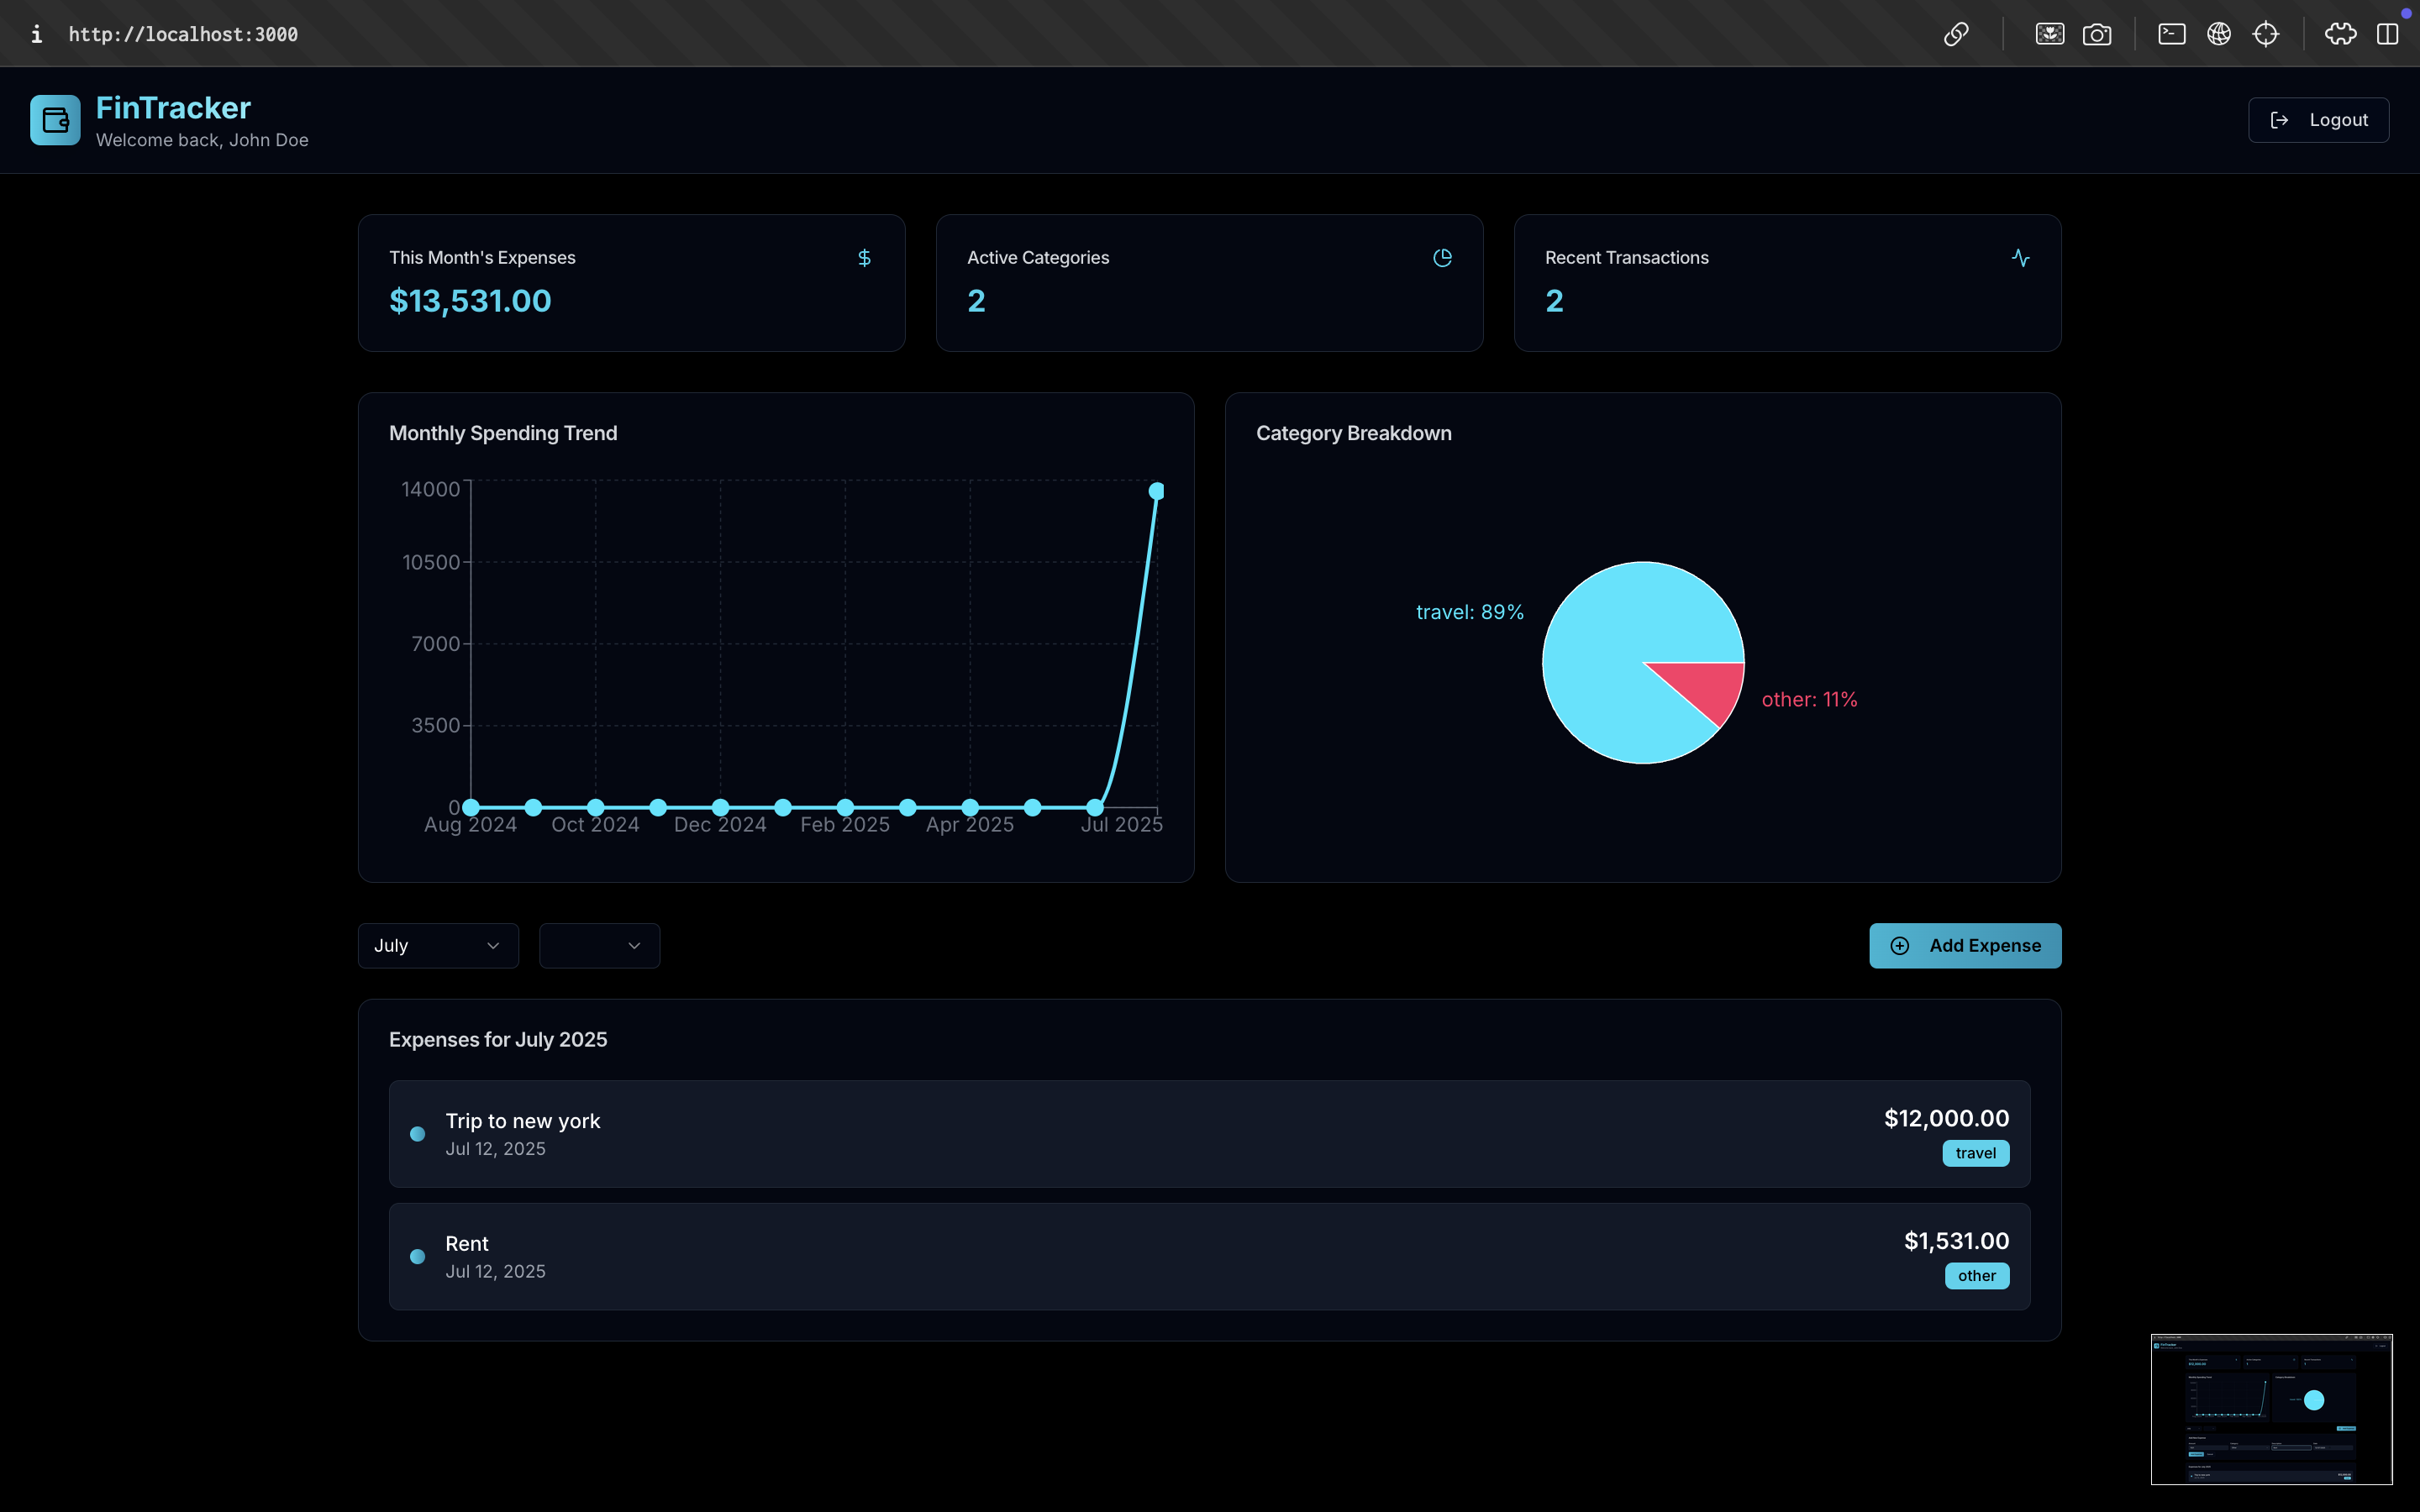 http://localhost:3000
FinTracker
Welcome back, John Doe
Logout
This Month's Expenses
$13,531.00
Active Categories
2
Recent Transactions
2
Monthly Spending Trend
14000
10500
7000
3500
0
Aug 2024 Oct 2024 Dec 2024 Feb 2025 Apr 2025 Jul 2025
Category Breakdown
travel: 89%
other: 11%
July
Add Expense
Expenses for July 2025
Trip to new york
Jul 12, 2025
$12,000.00
travel
Rent
Jul 12, 2025
$1,531.00
other